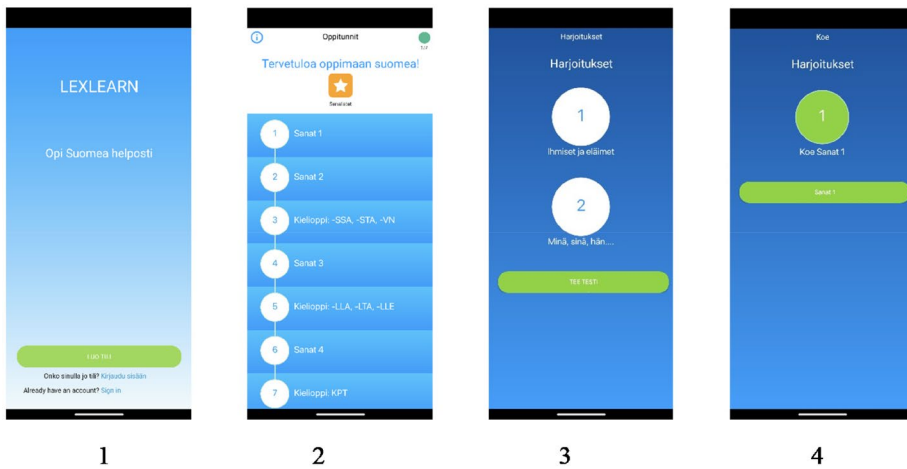 LEXLEARN
Opi Suomea helposti
LUO TILI
Onko sinulla jo tili? Kirjaudu sisään
Already have an account? Sign in
1
Oppitunnit
Tervetuloa oppimaan suomea!
Sanalistat
1 Sanat 1
2 Sanat 2
3 Kielioppi: -SSA, -STA, -VN
4 Sanat 3
5 Kielioppi: -LLA, -LTA, -LLE
6 Sanat 4
7 Kielioppi: KPT
2
Harjoitukset
Harjoitukset
1
Ihmiset ja eläimet
2
Minä, sinä, hän....
TEE TESTI
3
Koe
Harjoitukset
1
Koe Sanat 1
Sanat 1
4